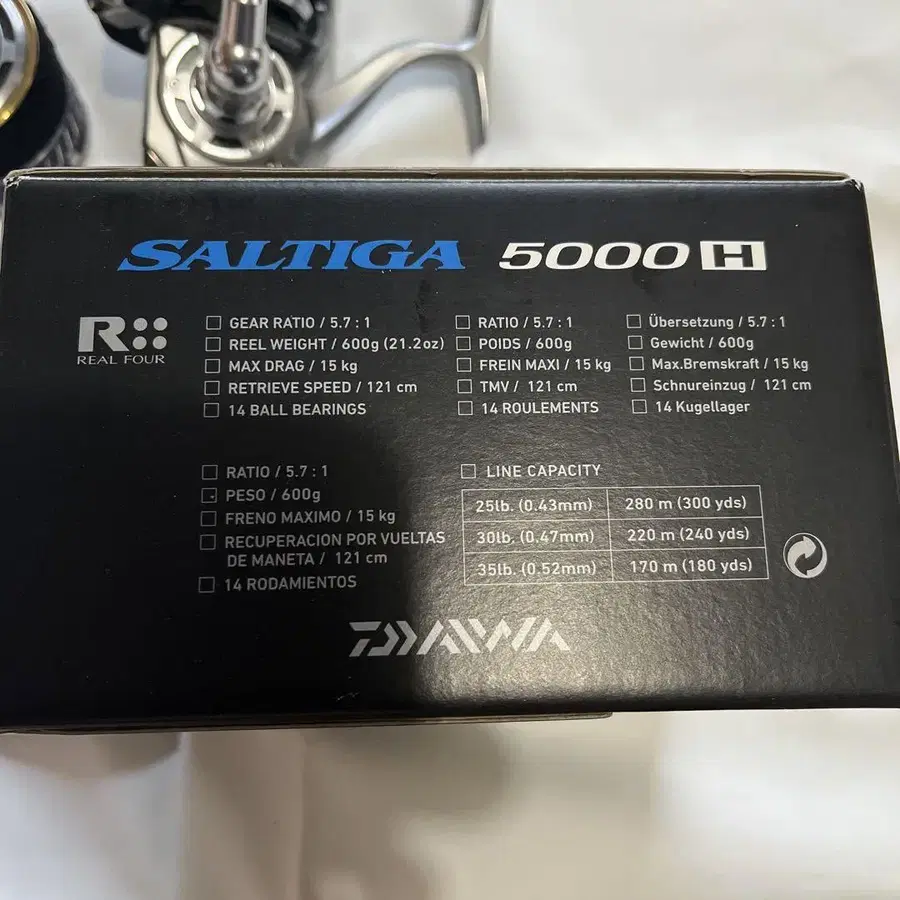 SALTIGA 5000 H
R
REAL FOUR
GEAR RATIO / 5.7 : 1
REEL WEIGHT / 600g (21.2oz)
MAX DRAG / 15 kg
RETRIEVE SPEED / 121 cm
14 BALL BEARINGS
RATIO / 5.7 : 1
POIDS / 600g
FREIN MAXI / 15 kg
TMV / 121 cm
14 ROULEMENTS
Übersetzung / 5.7 : 1
Gewicht / 600g
Max.Bremskraft / 15 kg
Schnureinzug / 121 cm
14 Kugellager
RATIO / 5.7 : 1
PESO / 600g
FRENO MAXIMO / 15 kg
RECUPERACION POR VUELTAS
DE MANETA / 121 cm
14 RODAMIENTOS
LINE CAPACITY
25lb. (0.43mm) 280 m (300 yds)
30lb. (0.47mm) 220 m (240 yds)
35lb. (0.52mm) 170 m (180 yds)
DAIWA